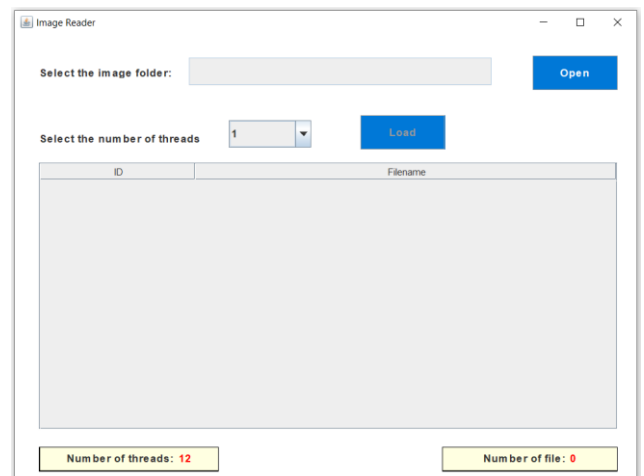 Image Reader
Select the image folder:
Open
Select the number of threads
1
Load
ID Filename
Number of threads: 12
Number of file: 0